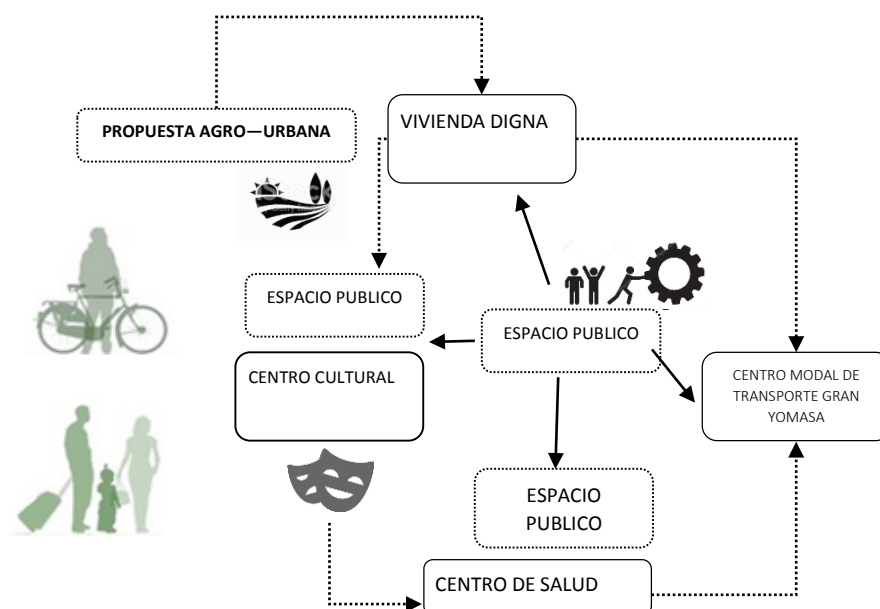 PROPUESTA AGRO—URBANA
VIVIENDA DIGNA
ESPACIO PUBLICO
ESPACIO PUBLICO
CENTRO CULTURAL
CENTRO MODAL DE
TRANSPORTE GRAN
YOMASA
ESPACIO
PUBLICO
CENTRO DE SALUD